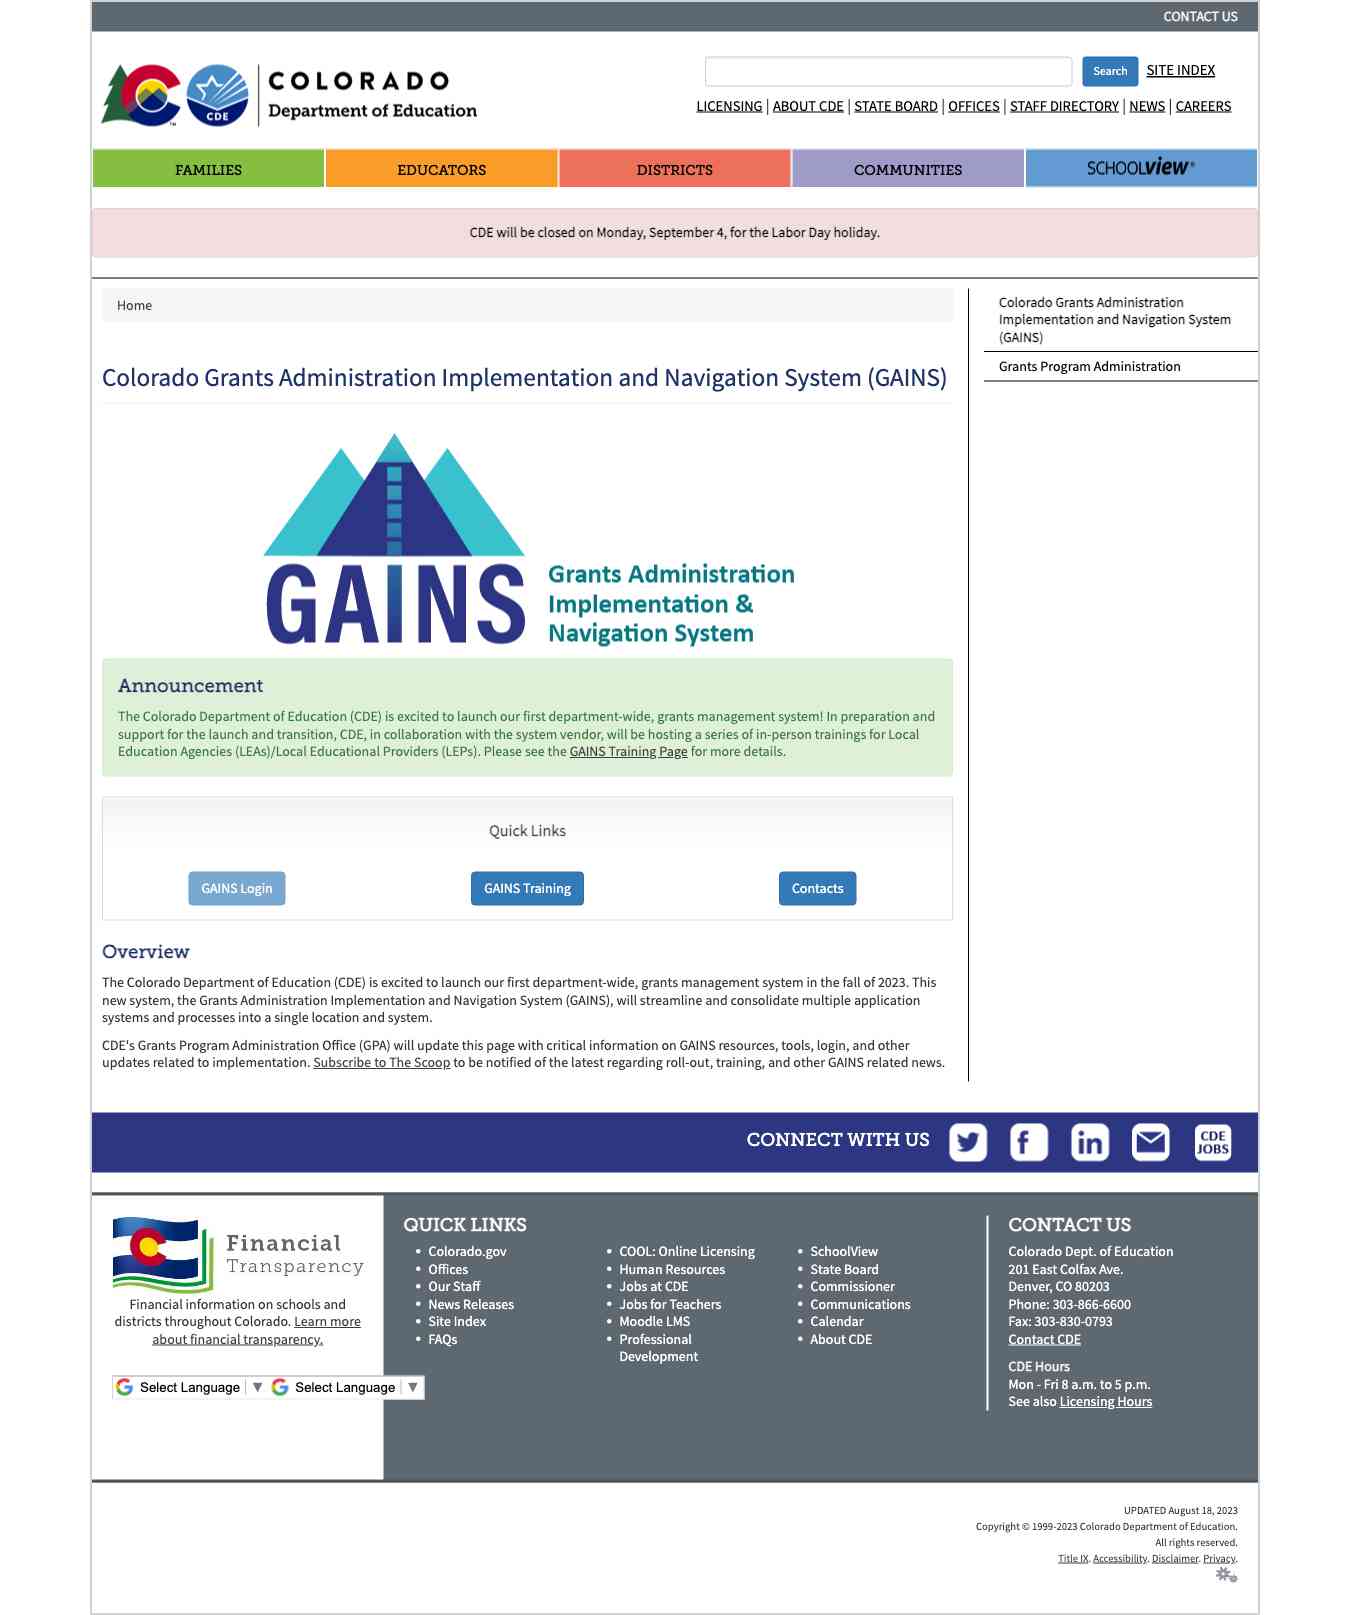 CONTACT US
COLORADO
Department of Education
CDE
TM
Search
SITE INDEX
LICENSING | ABOUT CDE | STATE BOARD | OFFICES | STAFF DIRECTORY | NEWS | CAREERS
FAMILIES
EDUCATORS
DISTRICTS
COMMUNITIES
SCHOOLview®
CDE will be closed on Monday, September 4, for the Labor Day holiday.
Home
Colorado Grants Administration Implementation and Navigation System (GAINS)
GAINS
Grants Administration
Implementation &
Navigation System
Announcement
The Colorado Department of Education (CDE) is excited to launch our first department-wide, grants management system! In preparation and
support for the launch and transition, CDE, in collaboration with the system vendor, will be hosting a series of in-person trainings for Local
Education Agencies (LEAs)/Local Educational Providers (LEPs). Please see the GAINS Training Page for more details.
Quick Links
GAINS Login
GAINS Training
Contacts
Overview
The Colorado Department of Education (CDE) is excited to launch our first department-wide, grants management system in the fall of 2023. This
new system, the Grants Administration Implementation and Navigation System (GAINS), will streamline and consolidate multiple application
systems and processes into a single location and system.
CDE's Grants Program Administration Office (GPA) will update this page with critical information on GAINS resources, tools, login, and other
updates related to implementation. Subscribe to The Scoop to be notified of the latest regarding roll-out, training, and other GAINS related news.
Colorado Grants Administration
Implementation and Navigation System
(GAINS)
Grants Program Administration
CONNECT WITH US
CDE
JOBS
Financial
Transparency
Financial information on schools and
districts throughout Colorado. Learn more
about financial transparency.
Select Language ▼
Select Language ▼
QUICK LINKS
• Colorado.gov
• Offices
• Our Staff
• News Releases
• Site Index
• FAQs
• COOL: Online Licensing
• Human Resources
• Jobs at CDE
• Jobs for Teachers
• Moodle LMS
• Professional
Development
• SchoolView
• State Board
• Commissioner
• Communications
• Calendar
• About CDE
CONTACT US
Colorado Dept. of Education
201 East Colfax Ave.
Denver, CO 80203
Phone: 303-866-6600
Fax: 303-830-0793
Contact CDE
CDE Hours
Mon - Fri 8 a.m. to 5 p.m.
See also Licensing Hours
UPDATED August 18, 2023
Copyright © 1999-2023 Colorado Department of Education.
All rights reserved.
Title IX. Accessibility. Disclaimer. Privacy.